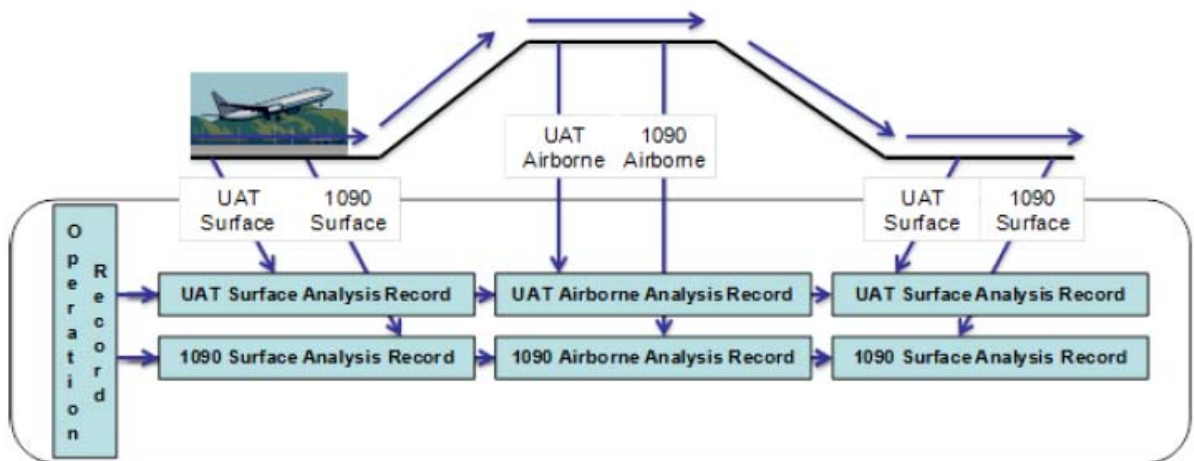 UAT
Airborne
1090
Airborne
UAT
Surface
1090
Surface
UAT
Surface
1090
Surface
Operation
Record
UAT Surface Analysis Record
UAT Airborne Analysis Record
UAT Surface Analysis Record
1090 Surface Analysis Record
1090 Airborne Analysis Record
1090 Surface Analysis Record